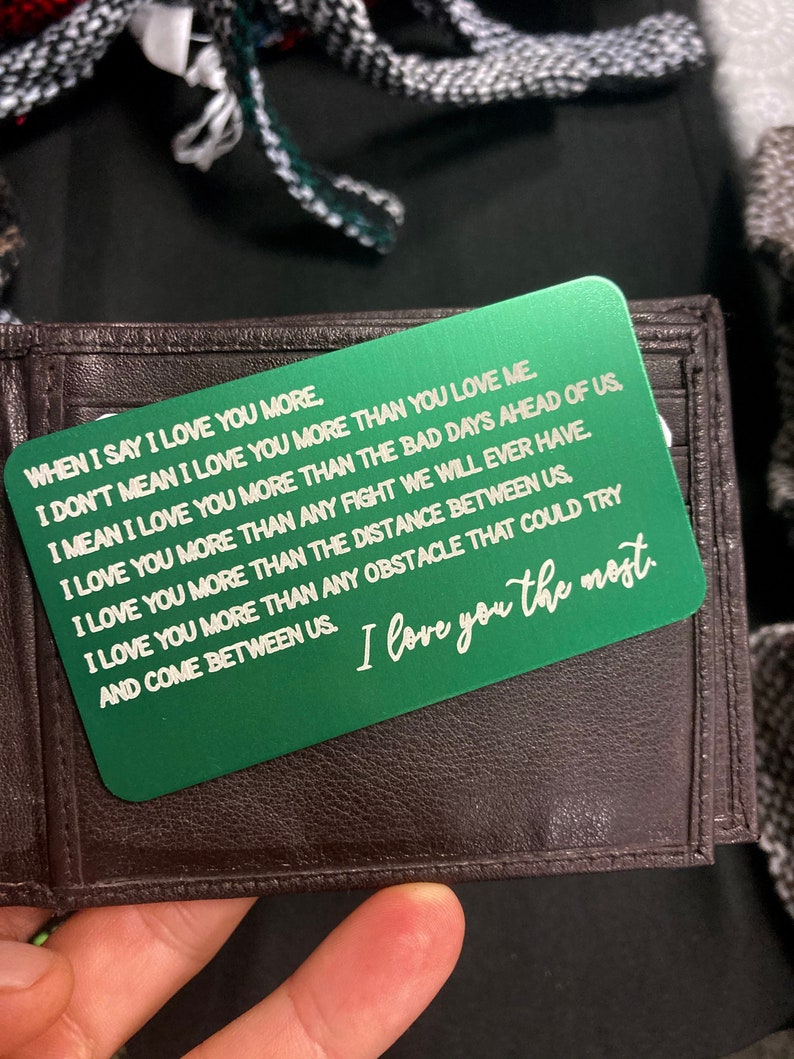 WHEN I SAY I LOVE YOU MORE,
I DON'T MEAN I LOVE YOU MORE THAN YOU LOVE ME.
I MEAN I LOVE YOU MORE THAN THE BAD DAYS AHEAD OF US,
I LOVE YOU MORE THAN ANY FIGHT WE WILL EVER HAVE.
I LOVE YOU MORE THAN THE DISTANCE BETWEEN US,
I LOVE YOU MORE THAN ANY OBSTACLE THAT COULD TRY
AND COME BETWEEN US.
I love you the most.